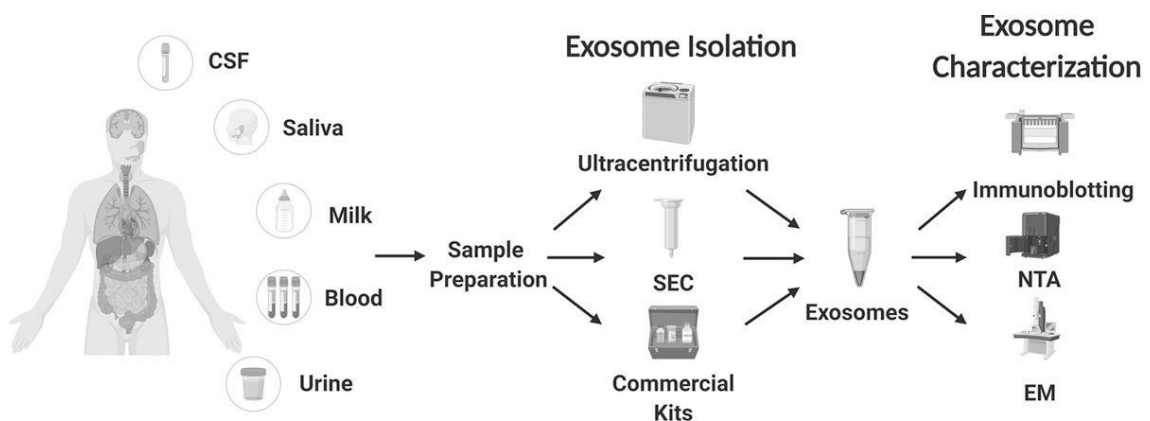 CSF
Saliva
Milk
Blood
Urine
Sample
Preparation
Exosome Isolation
Ultracentrifugation
SEC
Commercial
Kits
Exosomes
Exosome
Characterization
Immunoblotting
NTA
EM